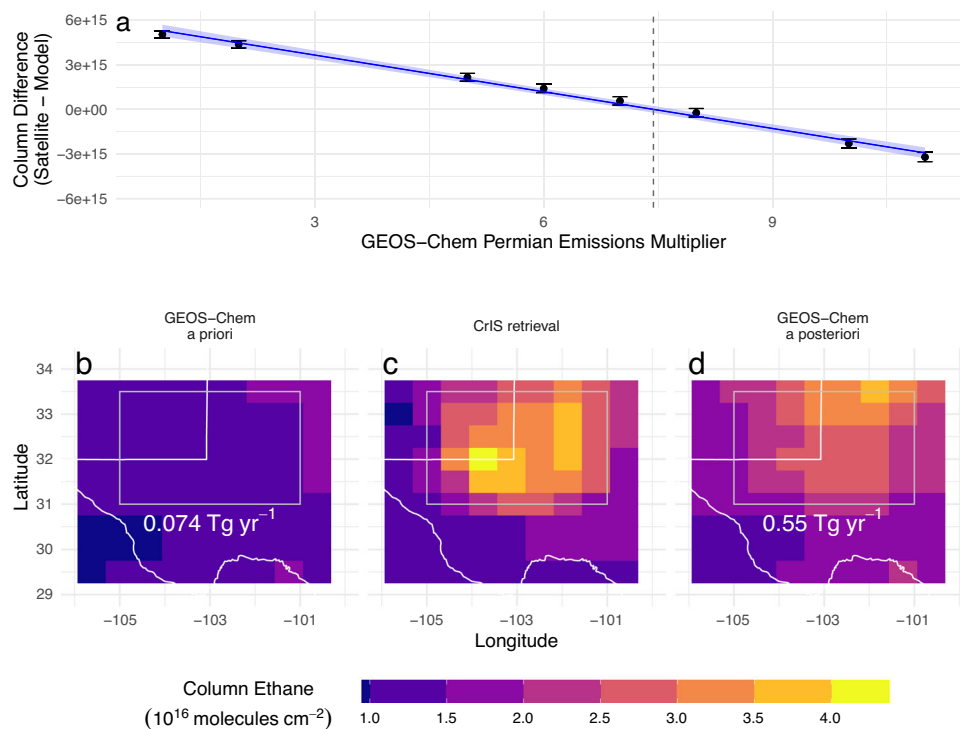 a
6e+15
3e+15
0e+00
−3e+15
−6e+15
Column Difference
(Satellite − Model)
3 6 9
GEOS−Chem Permian Emissions Multiplier
GEOS−Chem
a priori
CrIS retrieval
GEOS−Chem
a posteriori
b c d
34
33
32
31
30
29
Latitude
0.074 Tg yr⁻¹
0.55 Tg yr⁻¹
−105 −103 −101 −105 −103 −101 −105 −103 −101
Longitude
Column Ethane
(10¹⁶ molecules cm⁻²)
1.0 1.5 2.0 2.5 3.0 3.5 4.0